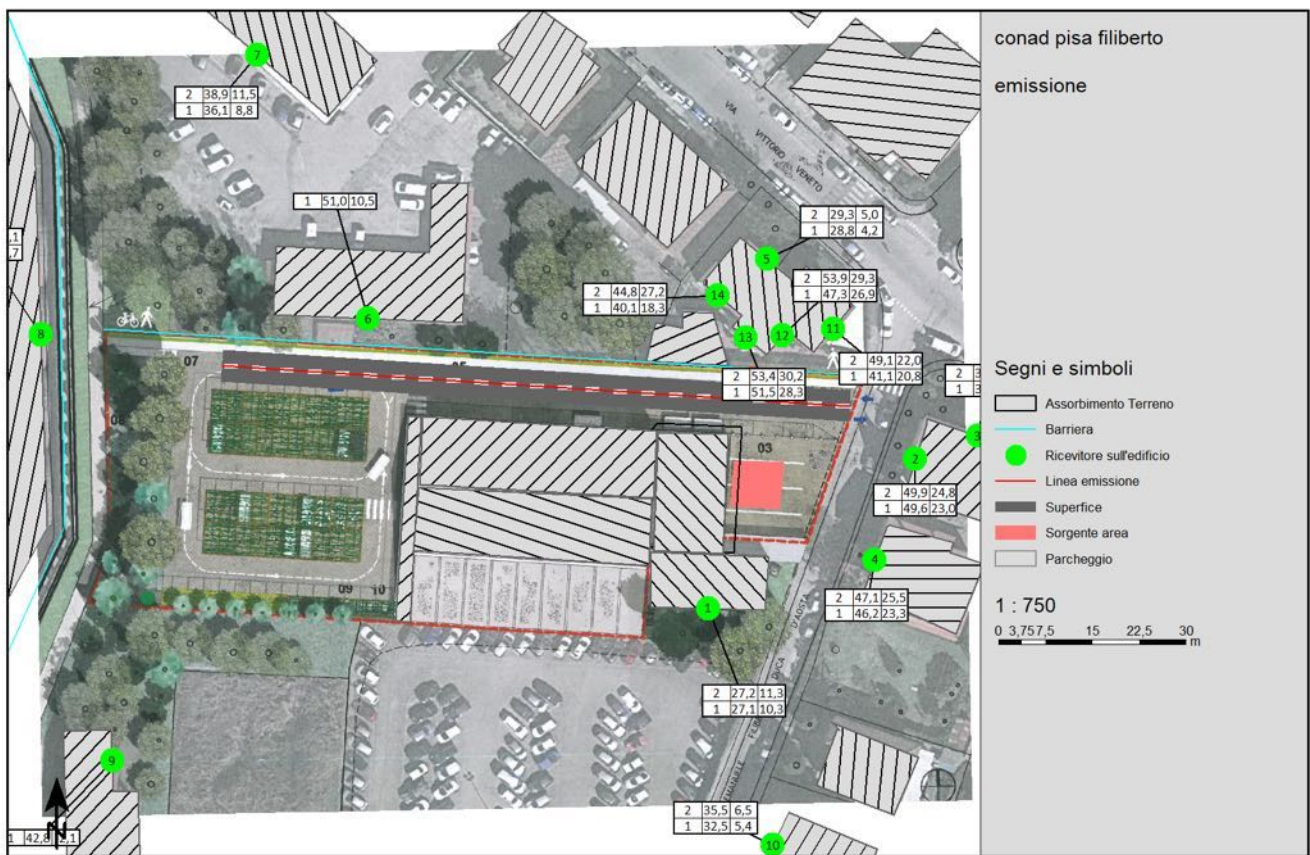 conad pisa filiberto
emissione
7
2 38,9 11,5
1 36,1 8,8
1 51,0 10,5
6
VIA
VITTORIO
VENETO
2 29,3 5,0
1 28,8 4,2
5
2 53,9 29,3
1 47,3 26,9
2 44,8 27,2
1 40,1 18,3
14
13
12
11
8
07
2 49,1 22,0
1 41,1 20,8
2 53,4 30,2
1 51,5 28,3
03
3
2
2 49,9 24,8
1 49,6 23,0
4
2 47,1 25,5
1 46,2 23,3
09 10
1
2 27,2 11,3
1 27,1 10,3
D'AOSTA
DUCA
9
1 42,8
2 35,5 6,5
1 32,5 5,4
10
Segni e simboli
Assorbimento Terreno
Barriera
Ricevitore sull'edificio
Linea emissione
Superfice
Sorgente area
Parcheggio
1 : 750
0 3,75 7,5 15 22,5 30
m